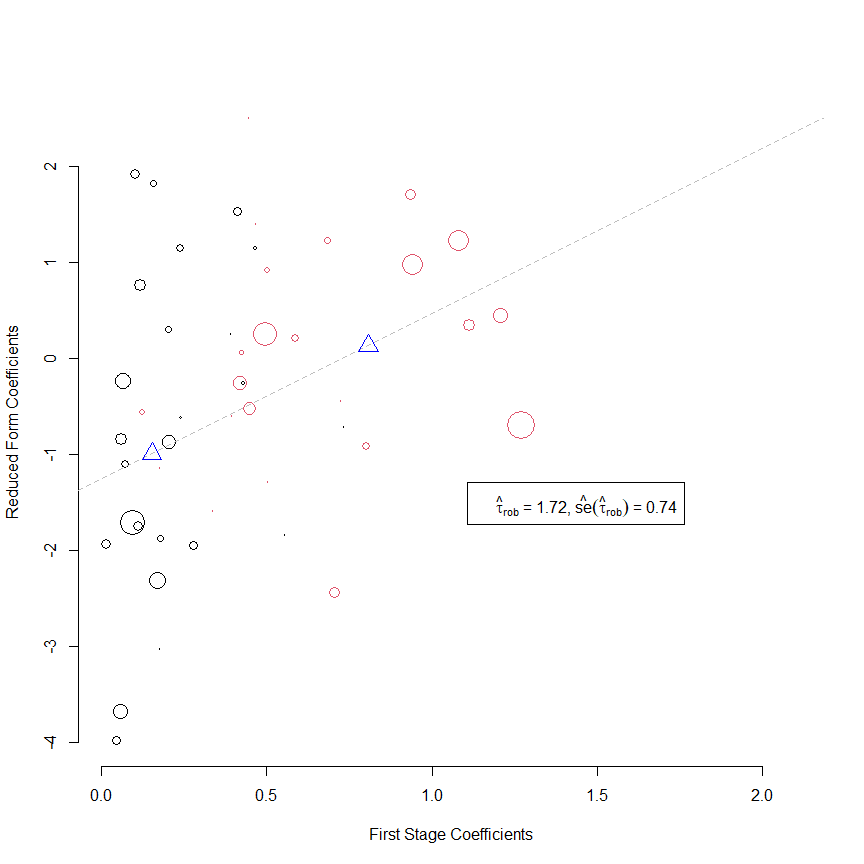 2
1
0
-1
-2
-3
-4
Reduced Form Coefficients
τ̂rob = 1.72, ŝe(τ̂rob) = 0.74
0.0 0.5 1.0 1.5 2.0
First Stage Coefficients